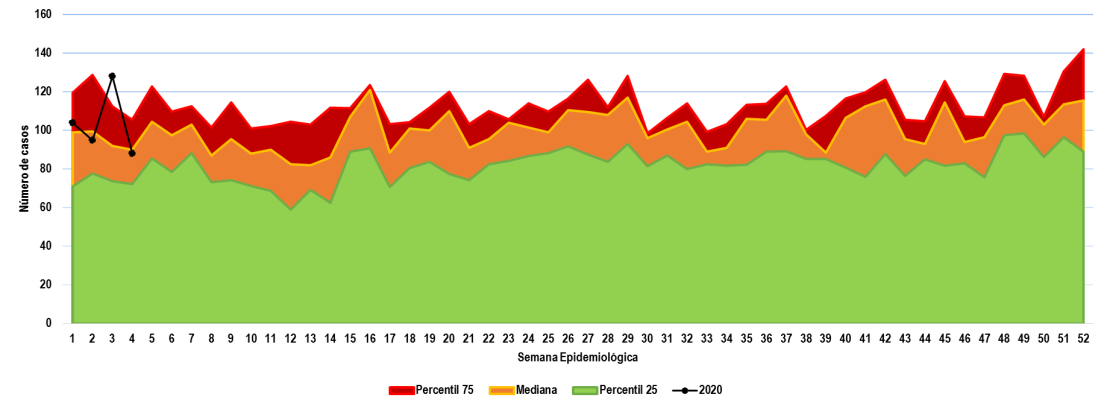 160
140
120
100
80
60
40
20
0
Número de casos
1 2 3 4 5 6 7 8 9 10 11 12 13 14 15 16 17 18 19 20 21 22 23 24 25 26 27 28 29 30 31 32 33 34 35 36 37 38 39 40 41 42 43 44 45 46 47 48 49 50 51 52
Semana Epidemiológica
Percentil 75 Mediana Percentil 25 2020